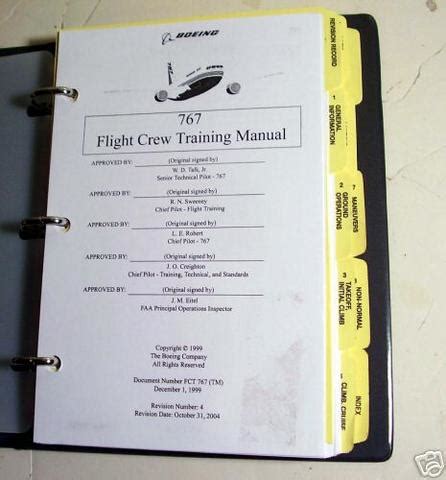 BOEING
767
Flight Crew Training Manual
APPROVED BY: (Original signed by)
W. D. Talk, Jr.
Senior Technical Pilot - 767
APPROVED BY: (Original signed by)
R. N. Sweeney
Chief Pilot - Flight Training
APPROVED BY: (Original signed by)
L. E. Robert
Chief Pilot - 767
APPROVED BY: (Original signed by)
J. O. Creighton
Chief Pilot - Training, Technical, and Standards
APPROVED BY: (Original signed by)
J. M. Eitel
FAA Principal Operations Inspector
Copyright © 1999
The Boeing Company
All Rights Reserved
Document Number FCT 767 (TM)
December 1, 1999
Revision Number: 4
Revision Date: October 31, 2004
REVISION RECORD
1
GENERAL
INFORMATION
7
MANEUVERS
2
GROUND
OPERATIONS
NON-NORMAL
3
TAKEOFF,
INITIAL CLIMB
INDEX
CLIMB, CRUISE